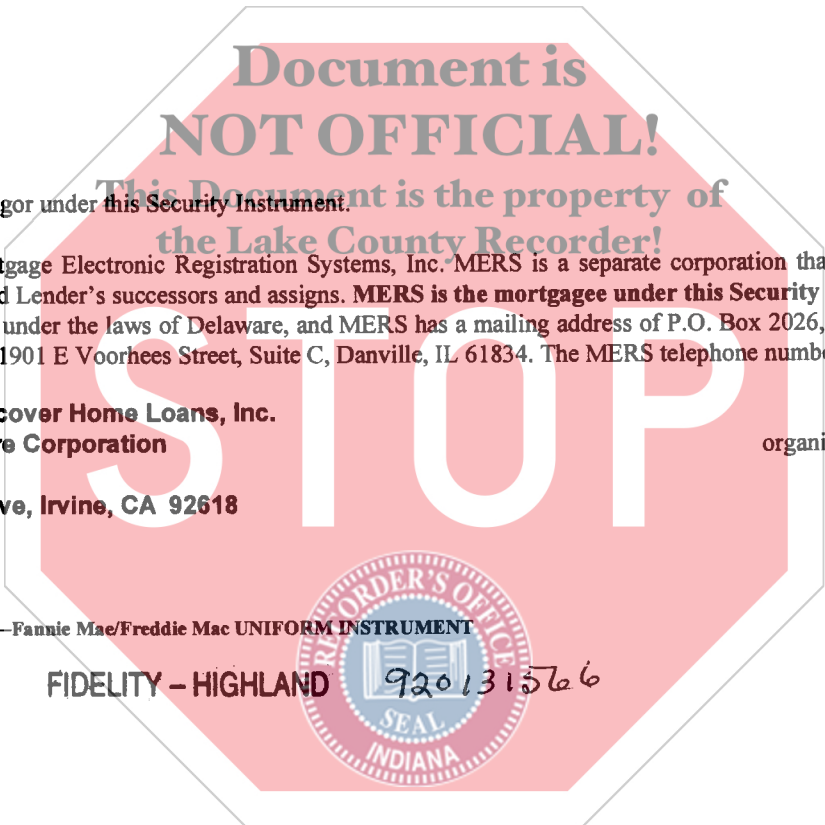 Document is
NOT OFFICIAL!
This Document is the property of
the Lake County Recorder!
gor under this Security Instrument.
tgage Electronic Registration Systems, Inc. MERS is a separate corporation tha
d Lender's successors and assigns. MERS is the mortgagee under this Security
under the laws of Delaware, and MERS has a mailing address of P.O. Box 2026,
1901 E Voorhees Street, Suite C, Danville, IL 61834. The MERS telephone numbe
STOP
cover Home Loans, Inc.
e Corporation organi
ve, Irvine, CA 92618
–Fannie Mae/Freddie Mac UNIFORM INSTRUMENT
FIDELITY – HIGHLAND 920131566
RECORDER'S OFFICE
SEAL
INDIANA